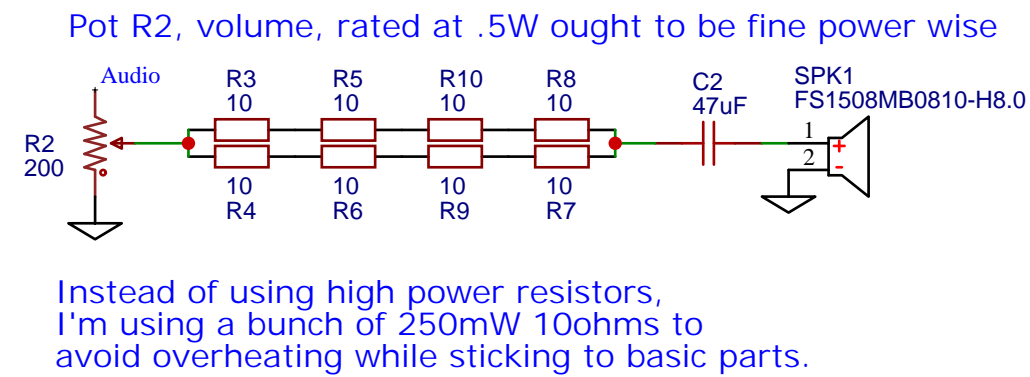 Pot R2, volume, rated at .5W ought to be fine power wise
Audio
R3
10
R5
10
R10
10
R8
10
C2
47uF
SPK1
FS1508MB0810-H8.0
R2
200
1
2
+
-
10
R4
10
R6
10
R9
10
R7
Instead of using high power resistors,
I'm using a bunch of 250mW 10ohms to
avoid overheating while sticking to basic parts.